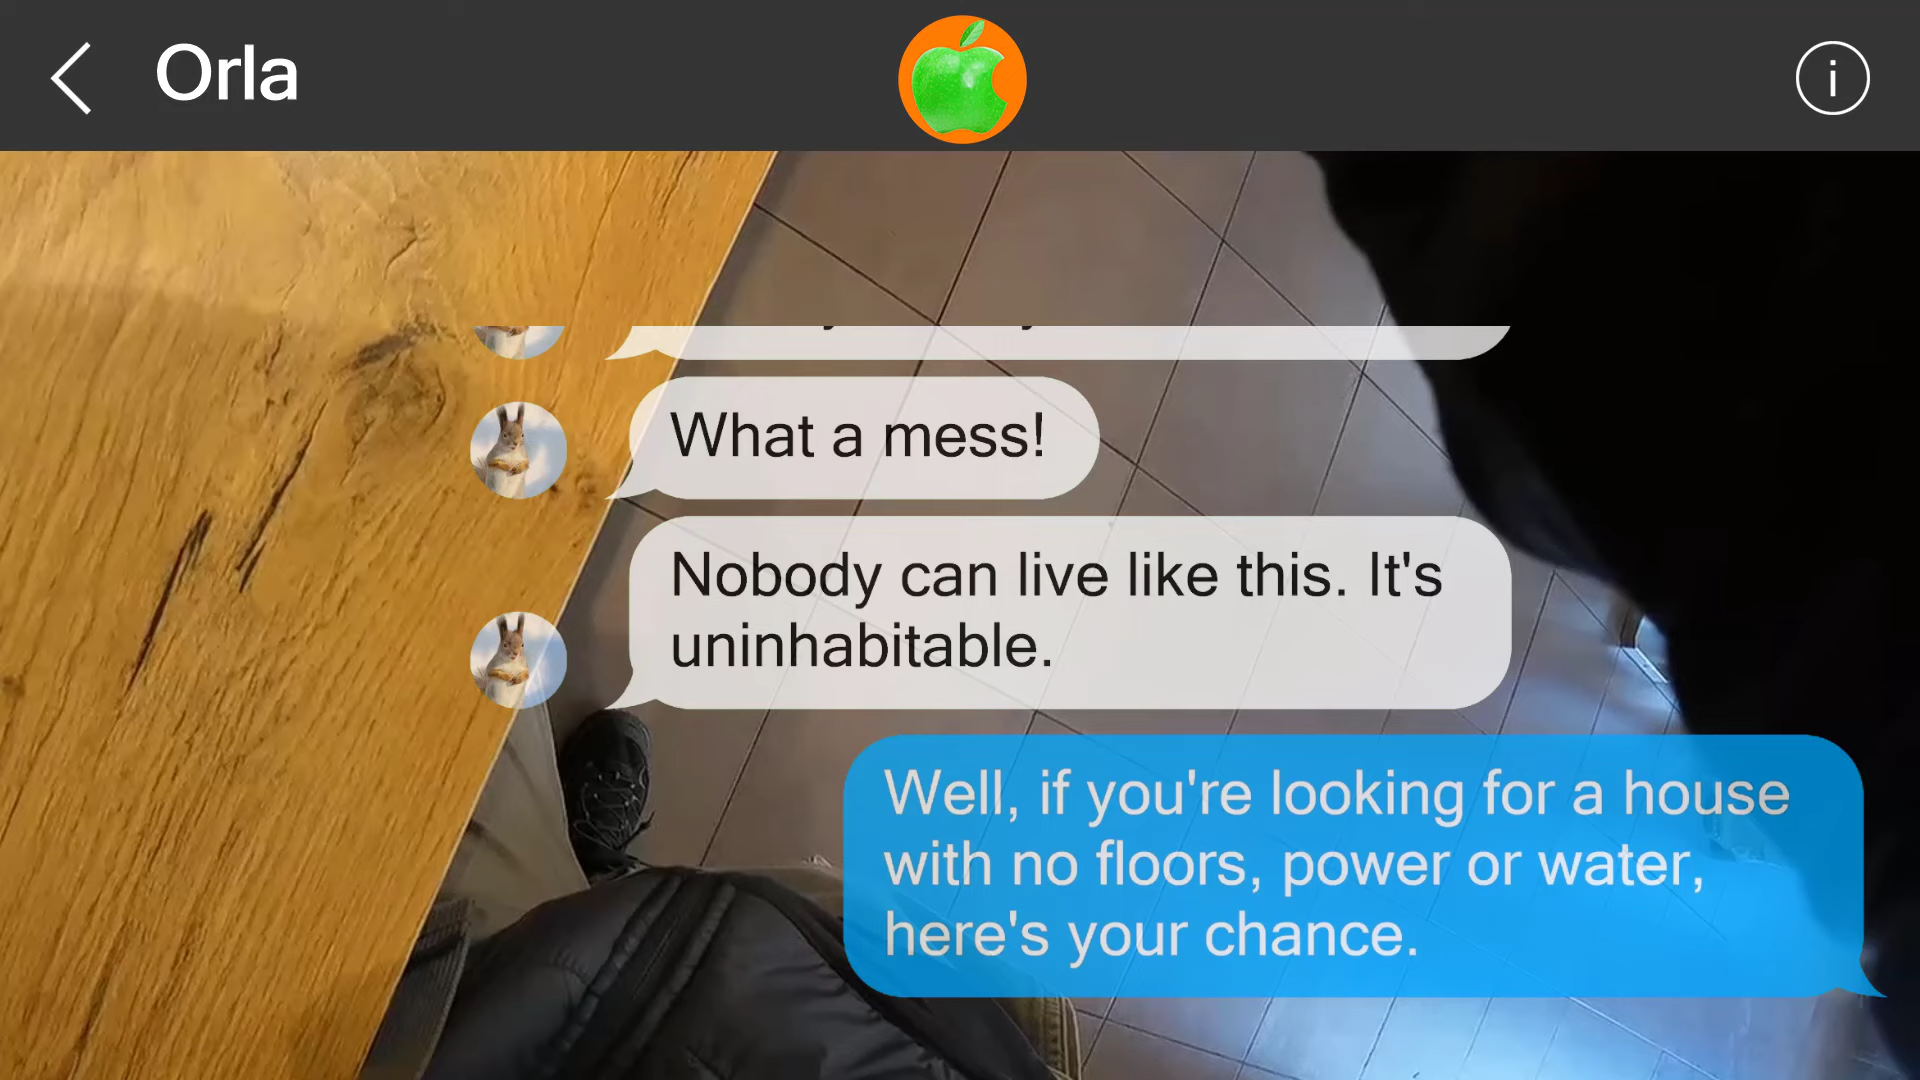 Orla
What a mess!
Nobody can live like this. It's
uninhabitable.
Well, if you're looking for a house
with no floors, power or water,
here's your chance.